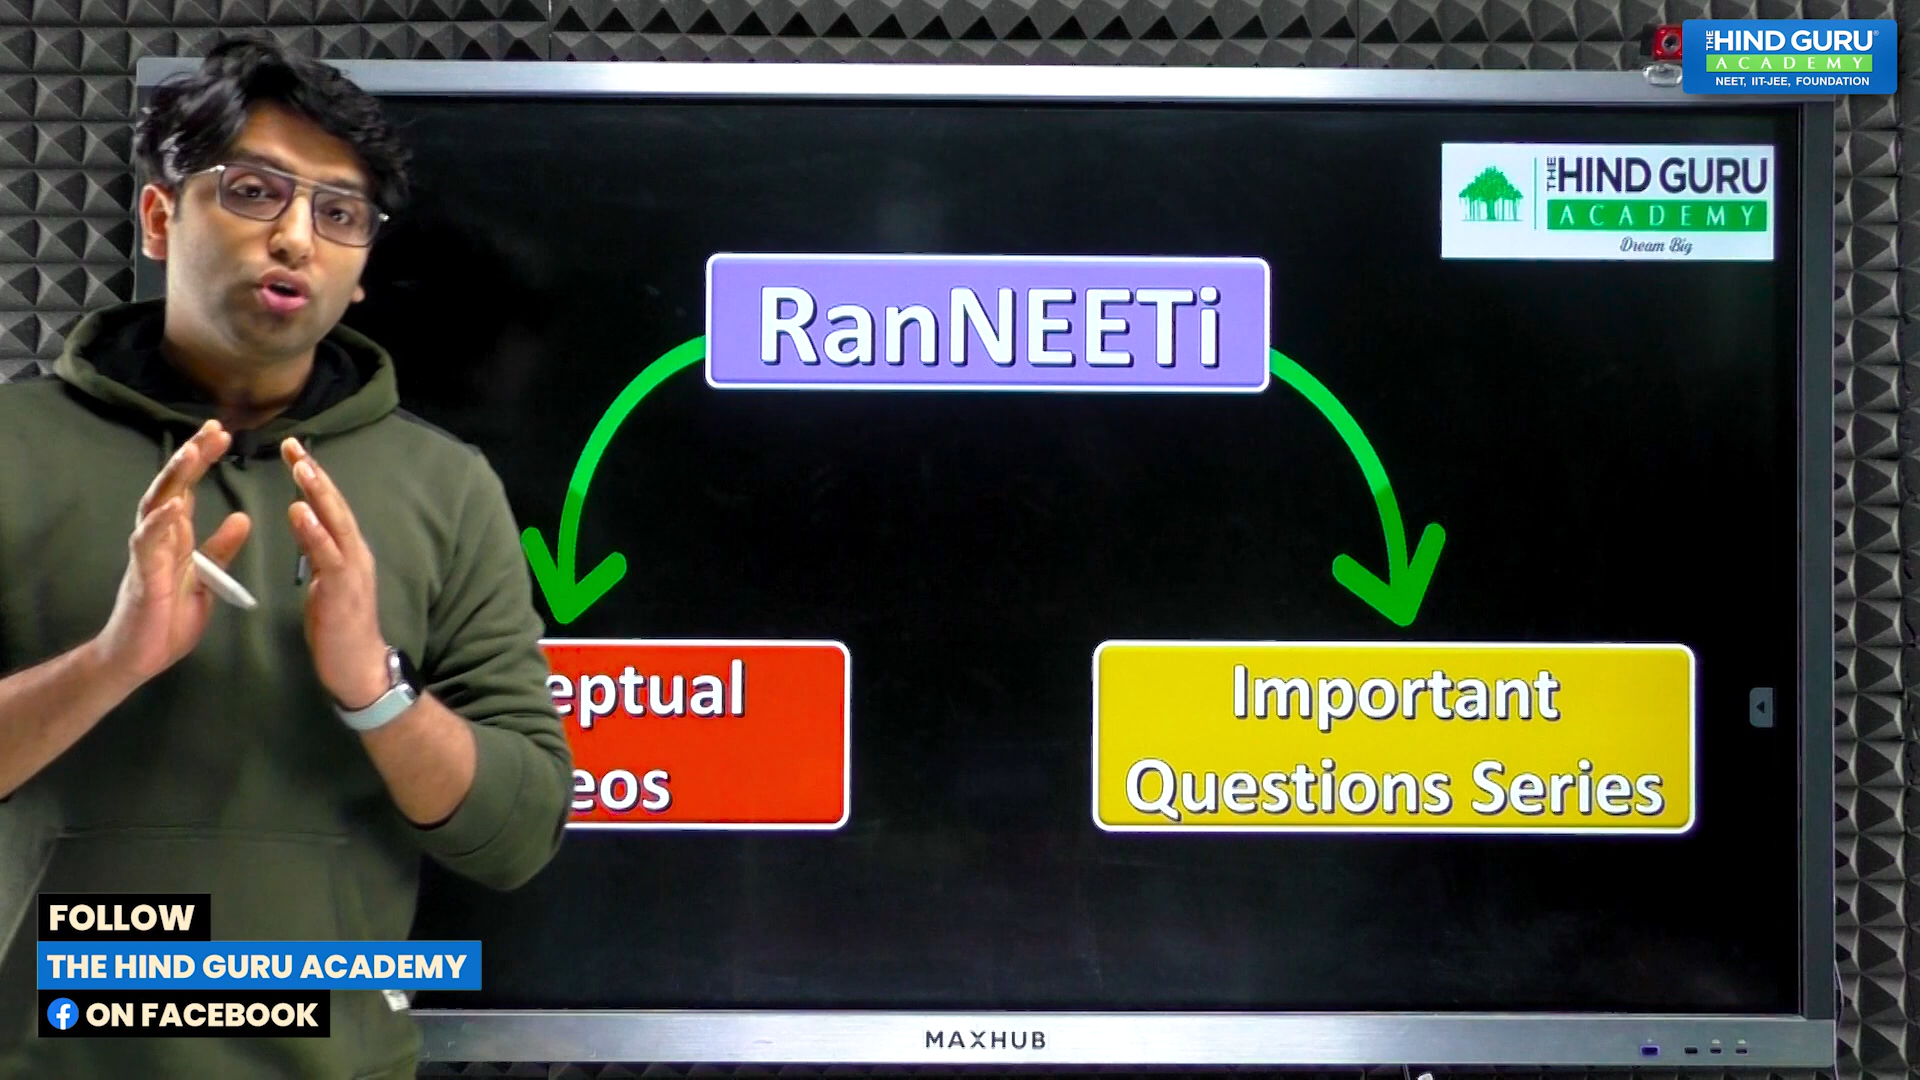 THE HIND GURU
ACADEMY
NEET, IIT-JEE, FOUNDATION
THE HIND GURU
ACADEMY
Dream Big
RanNEETi
eptual
eos
Important
Questions Series
FOLLOW
THE HIND GURU ACADEMY
ON FACEBOOK
MAXHUB